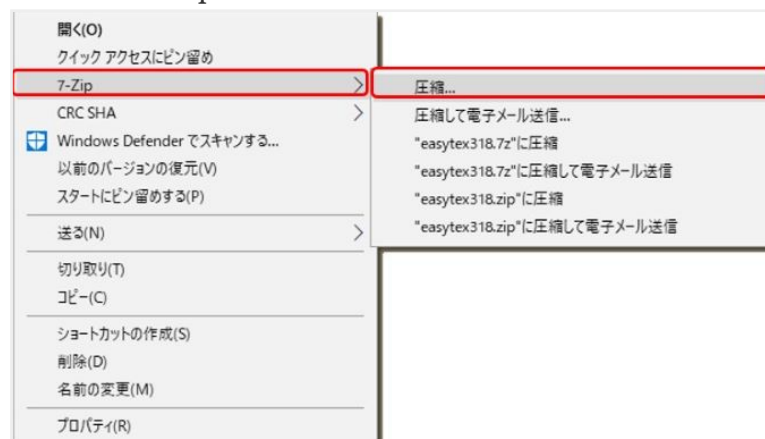 開く(O)
クイック アクセスにピン留め
7-Zip
CRC SHA
Windows Defender でスキャンする...
以前のバージョンの復元(V)
スタートにピン留めする(P)
送る(N)
切り取り(T)
コピー(C)
ショートカットの作成(S)
削除(D)
名前の変更(M)
プロパティ(R)
圧縮...
圧縮して電子メール送信...
"easytex318.7z"に圧縮
"easytex318.7z"に圧縮して電子メール送信
"easytex318.zip"に圧縮
"easytex318.zip"に圧縮して電子メール送信